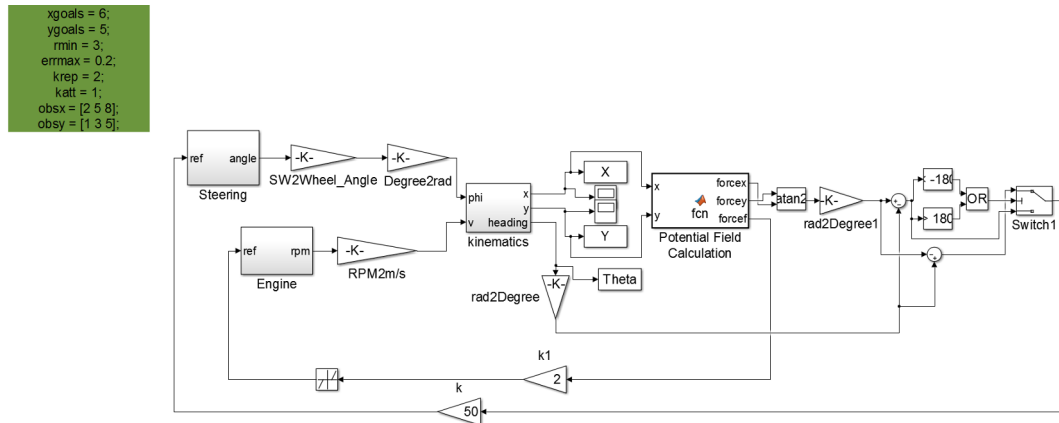 xgoals = 6;
ygoals = 5;
rmin = 3;
errmax = 0.2;
krep = 2;
katt = 1;
obsx = [2 5 8];
obsy = [1 3 5];
ref
angle
Steering
-K-
SW2Wheel_Angle
-K-
Degree2rad
phi
v
x
y
heading
kinematics
X
Y
Theta
x
y
fcn
forcex
forcey
forcef
Potential Field
Calculation
atan2
-K-
rad2Degree1
-180
180
OR
Switch1
ref
rpm
Engine
-K-
RPM2m/s
-K-
rad2Degree
k1
2
k
50